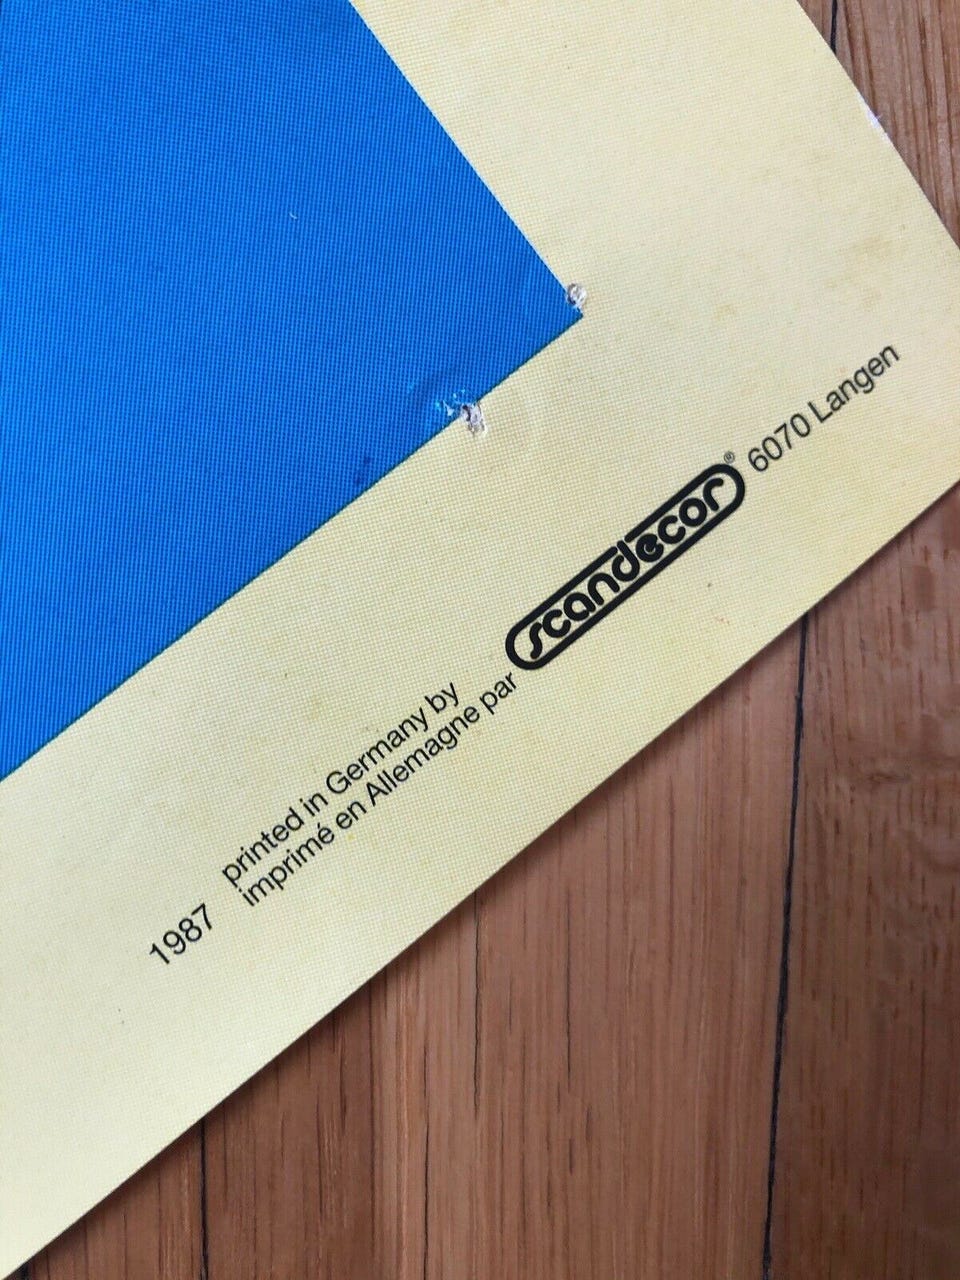 1987
printed in Germany by
imprimé en Allemagne par
scandecor® 6070 Langen